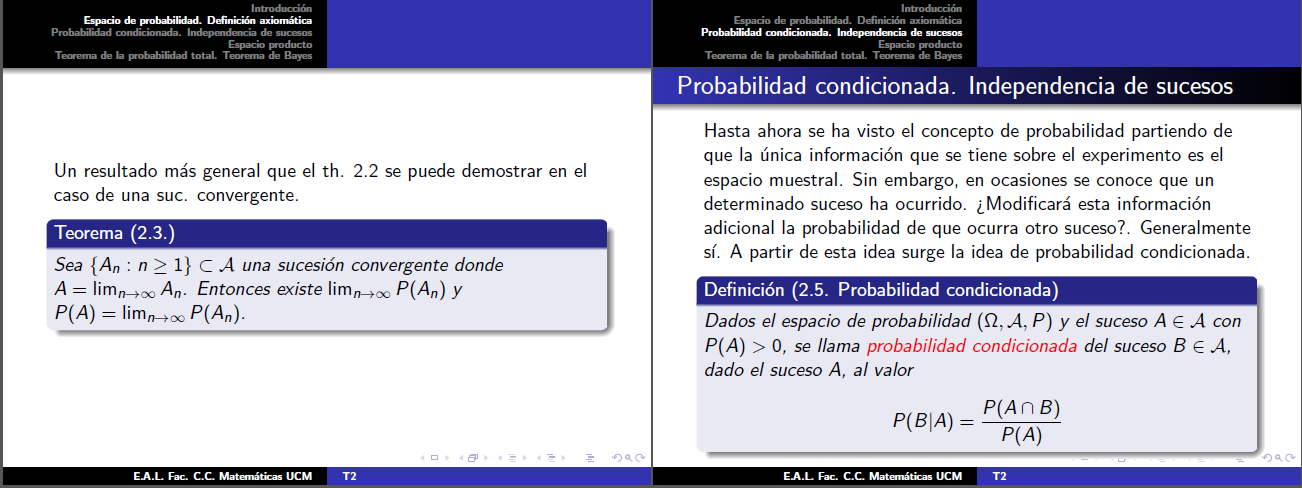 Introducción
Espacio de probabilidad. Definición axiomática
Probabilidad condicionada. Independencia de sucesos
Espacio producto
Teorema de la probabilidad total. Teorema de Bayes
Un resultado más general que el th. 2.2 se puede demostrar en el
caso de una suc. convergente.
Teorema (2.3.)
Sea {Aₙ : n ≥ 1} ⊂ 𝒜 una sucesión convergente donde
A = limₙ→∞ Aₙ. Entonces existe limₙ→∞ P(Aₙ) y
P(A) = limₙ→∞ P(Aₙ).
E.A.L. Fac. C.C. Matemáticas UCM
T2
Introducción
Espacio de probabilidad. Definición axiomática
Probabilidad condicionada. Independencia de sucesos
Espacio producto
Teorema de la probabilidad total. Teorema de Bayes
Probabilidad condicionada. Independencia de sucesos
Hasta ahora se ha visto el concepto de probabilidad partiendo de
que la única información que se tiene sobre el experimento es el
espacio muestral. Sin embargo, en ocasiones se conoce que un
determinado suceso ha ocurrido. ¿Modificará esta información
adicional la probabilidad de que ocurra otro suceso?. Generalmente
sí. A partir de esta idea surge la idea de probabilidad condicionada.
Definición (2.5. Probabilidad condicionada)
Dados el espacio de probabilidad (Ω, 𝒜, P) y el suceso A ∈ 𝒜 con
P(A) > 0, se llama probabilidad condicionada del suceso B ∈ 𝒜,
dado el suceso A, al valor
P(B|A) = P(A ∩ B) / P(A)
E.A.L. Fac. C.C. Matemáticas UCM
T2